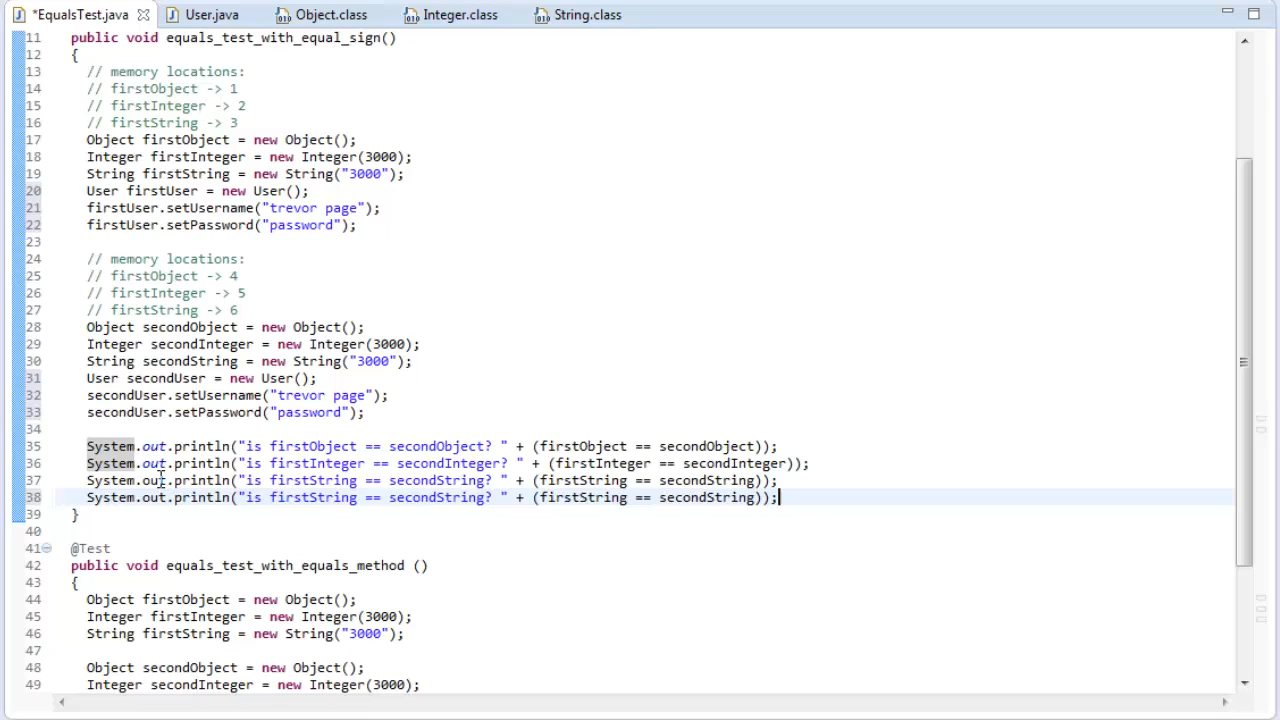 *EqualsTest.java User.java Object.class Integer.class String.class
11 public void equals_test_with_equal_sign()
12 {
13 // memory locations:
14 // firstObject -> 1
15 // firstInteger -> 2
16 // firstString -> 3
17 Object firstObject = new Object();
18 Integer firstInteger = new Integer(3000);
19 String firstString = new String("3000");
20 User firstUser = new User();
21 firstUser.setUsername("trevor page");
22 firstUser.setPassword("password");
23
24 // memory locations:
25 // firstObject -> 4
26 // firstInteger -> 5
27 // firstString -> 6
28 Object secondObject = new Object();
29 Integer secondInteger = new Integer(3000);
30 String secondString = new String("3000");
31 User secondUser = new User();
32 secondUser.setUsername("trevor page");
33 secondUser.setPassword("password");
34
35 System.out.println("is firstObject == secondObject? " + (firstObject == secondObject));
36 System.out.println("is firstInteger == secondInteger? " + (firstInteger == secondInteger));
37 System.out.println("is firstString == secondString? " + (firstString == secondString));
38 System.out.println("is firstString == secondString? " + (firstString == secondString));
39 }
40
41 @Test
42 public void equals_test_with_equals_method ()
43 {
44 Object firstObject = new Object();
45 Integer firstInteger = new Integer(3000);
46 String firstString = new String("3000");
47
48 Object secondObject = new Object();
49 Integer secondInteger = new Integer(3000);